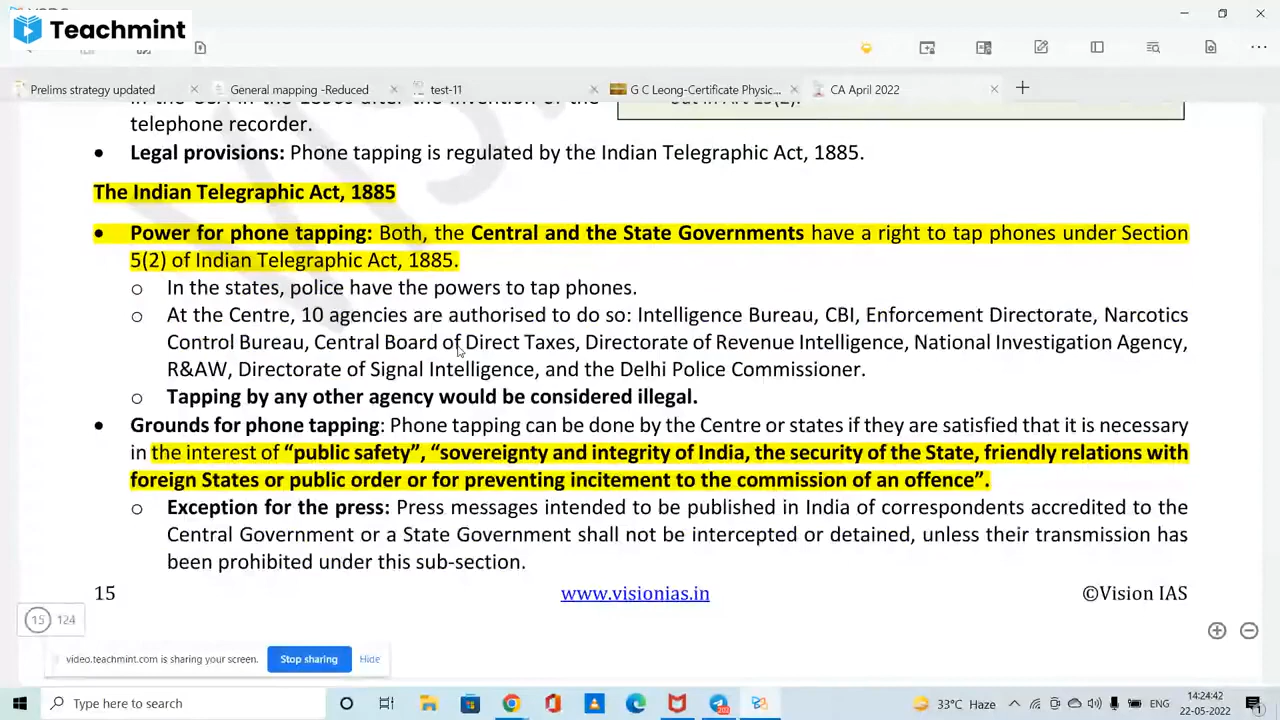 Teachmint
Prelims strategy updated
General mapping -Reduced
test-11
G C Leong-Certificate Physic...
CA April 2022
telephone recorder.
• Legal provisions: Phone tapping is regulated by the Indian Telegraphic Act, 1885.
The Indian Telegraphic Act, 1885
• Power for phone tapping: Both, the Central and the State Governments have a right to tap phones under Section
5(2) of Indian Telegraphic Act, 1885.
o In the states, police have the powers to tap phones.
o At the Centre, 10 agencies are authorised to do so: Intelligence Bureau, CBI, Enforcement Directorate, Narcotics
Control Bureau, Central Board of Direct Taxes, Directorate of Revenue Intelligence, National Investigation Agency,
R&AW, Directorate of Signal Intelligence, and the Delhi Police Commissioner.
o Tapping by any other agency would be considered illegal.
• Grounds for phone tapping: Phone tapping can be done by the Centre or states if they are satisfied that it is necessary
in the interest of “public safety”, “sovereignty and integrity of India, the security of the State, friendly relations with
foreign States or public order or for preventing incitement to the commission of an offence”.
o Exception for the press: Press messages intended to be published in India of correspondents accredited to the
Central Government or a State Government shall not be intercepted or detained, unless their transmission has
been prohibited under this sub-section.
15 www.visionias.in ©Vision IAS
15 124
video.teachmint.com is sharing your screen. Stop sharing Hide
Type here to search
33°C Haze ENG 14:24:42
22-05-2022